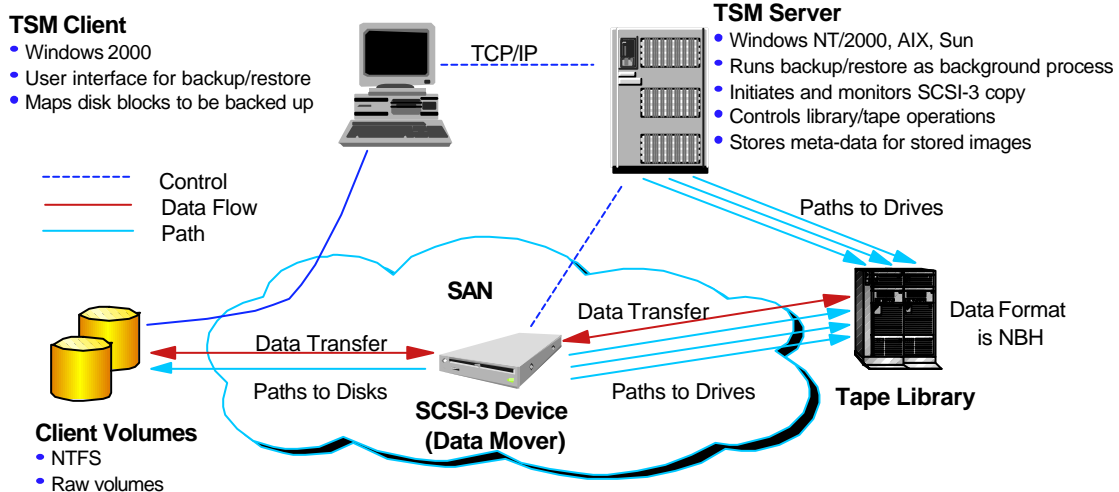 TSM Client
• Windows 2000
• User interface for backup/restore
• Maps disk blocks to be backed up
TCP/IP
TSM Server
• Windows NT/2000, AIX, Sun
• Runs backup/restore as background process
• Initiates and monitors SCSI-3 copy
• Controls library/tape operations
• Stores meta-data for stored images
Control
Data Flow
Path
Paths to Drives
SAN
Data Transfer
Data Transfer
Data Format
is NBH
Paths to Disks
Paths to Drives
Tape Library
SCSI-3 Device
(Data Mover)
Client Volumes
• NTFS
• Raw volumes